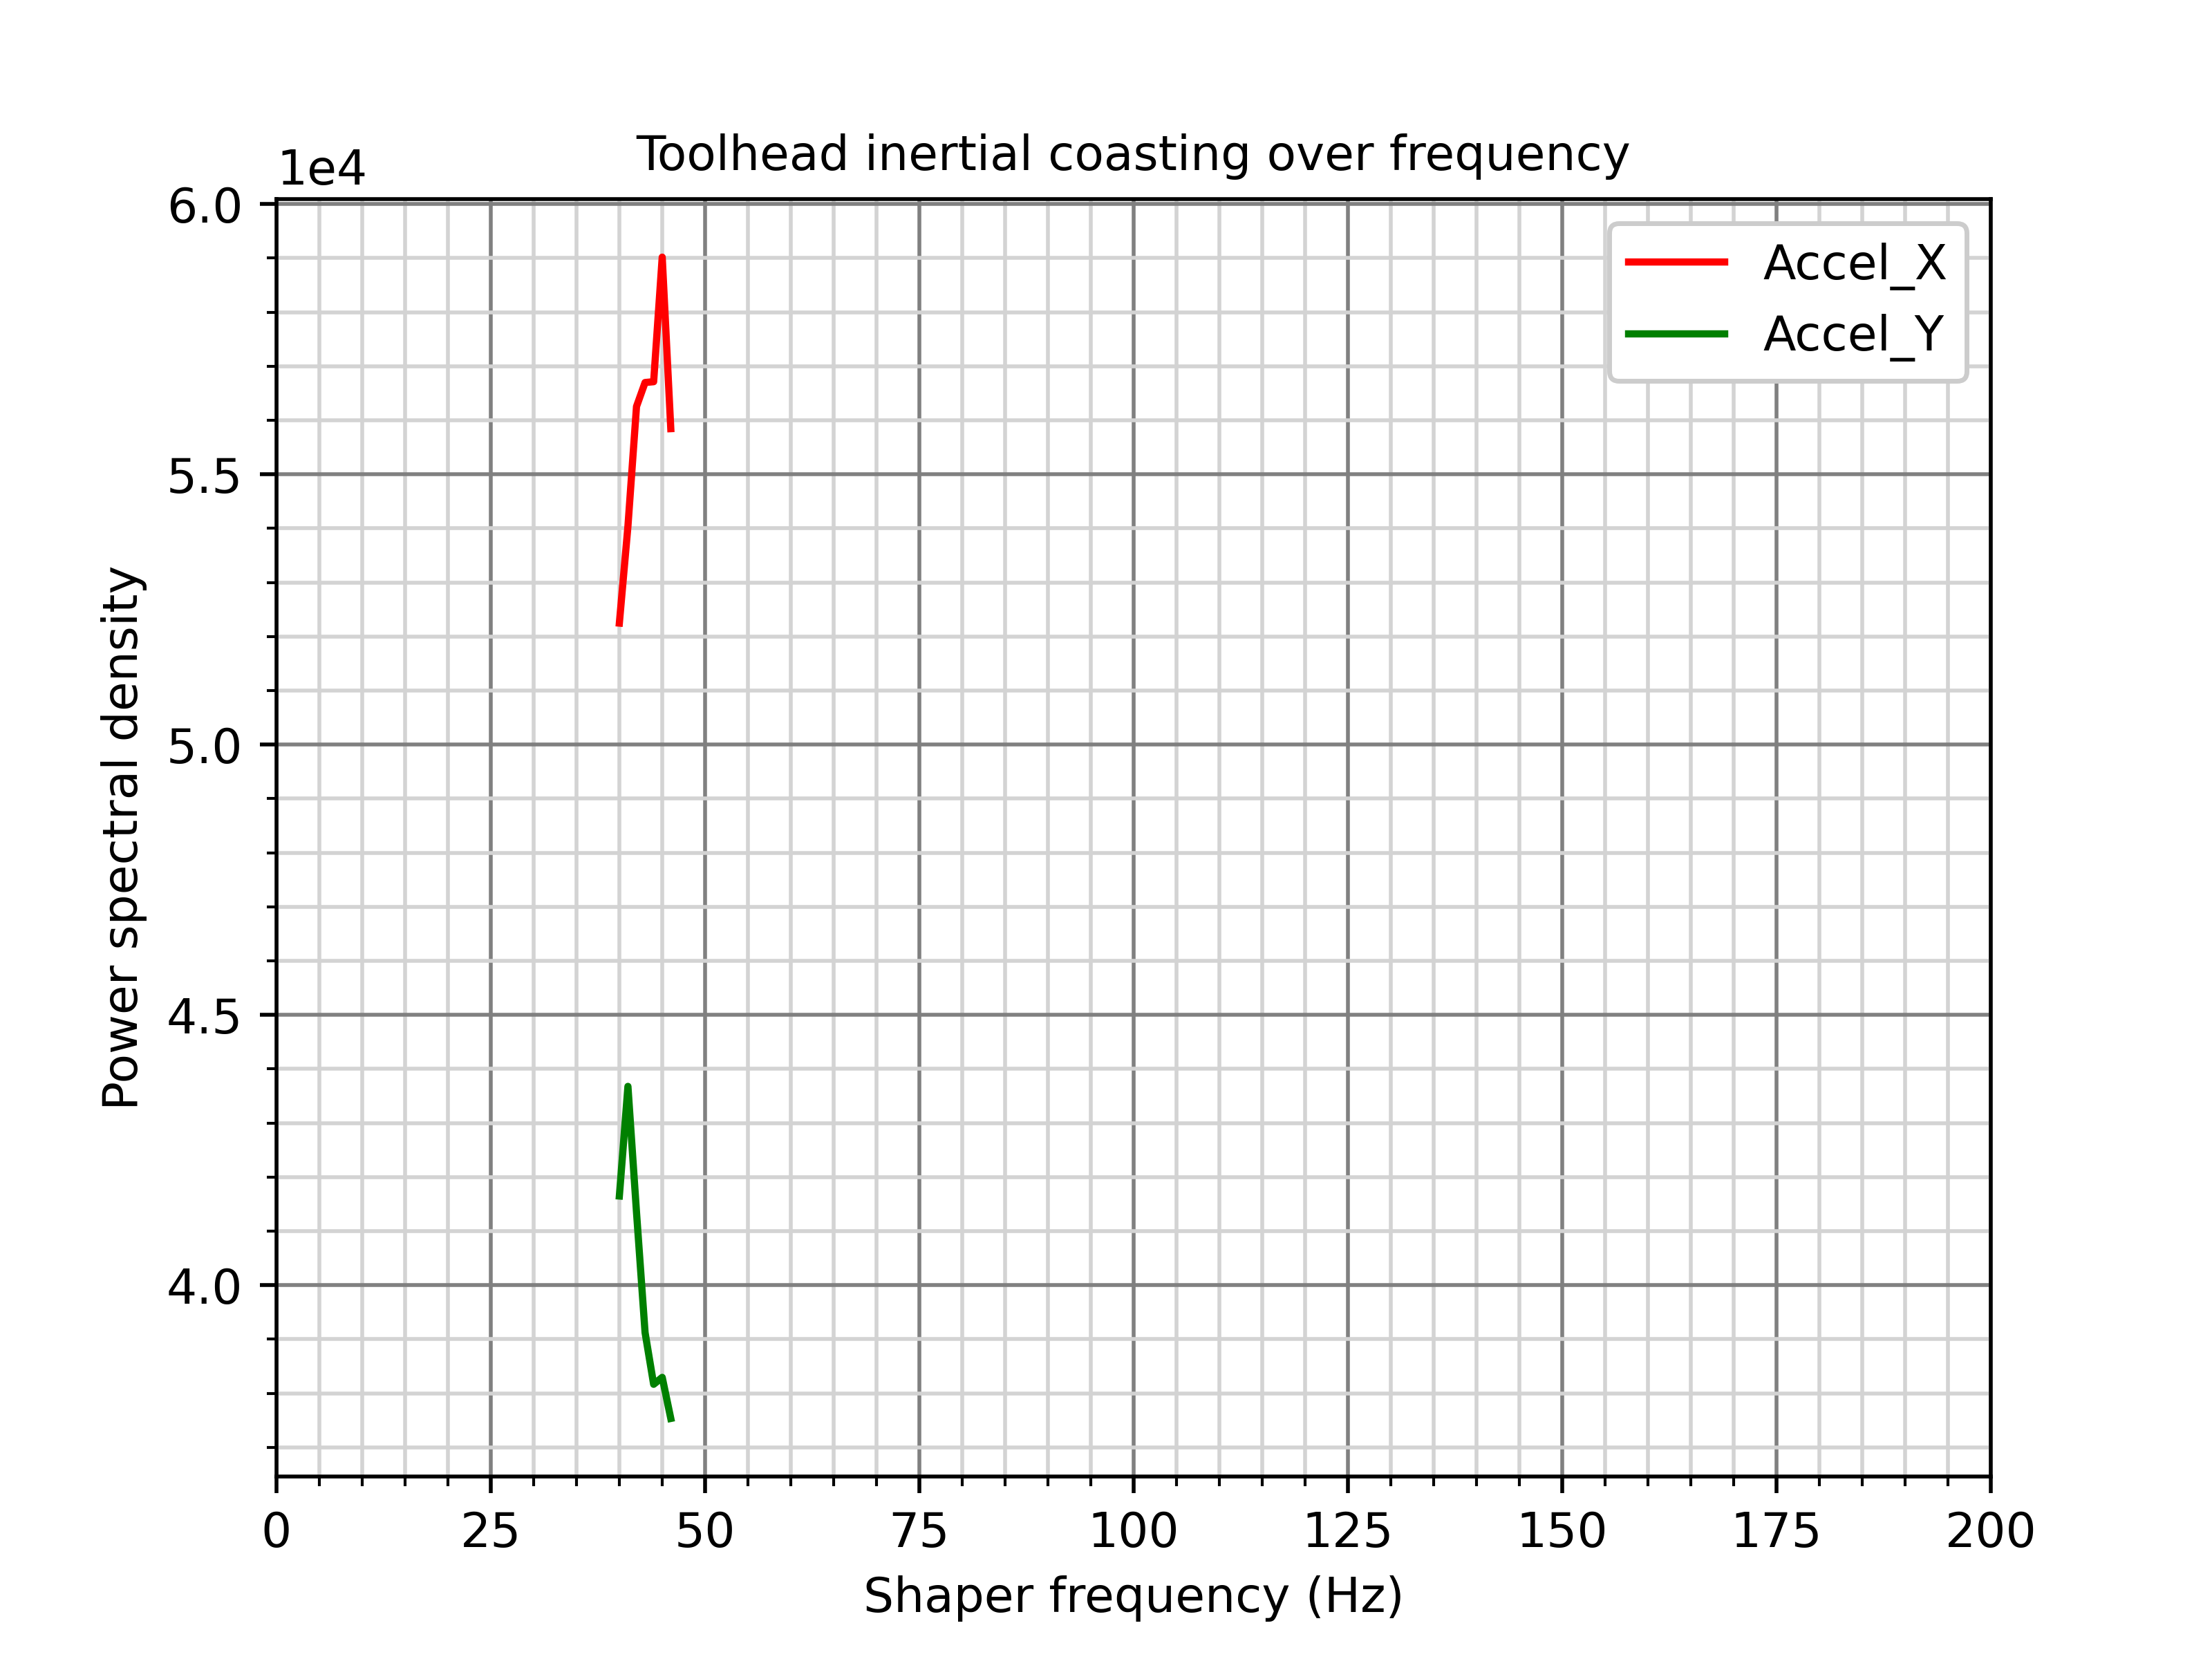 Toolhead inertial coasting over frequency
1e4
6.0
5.5
5.0
4.5
4.0
Power spectral density
Accel_X
Accel_Y
0 25 50 75 100 125 150 175 200
Shaper frequency (Hz)